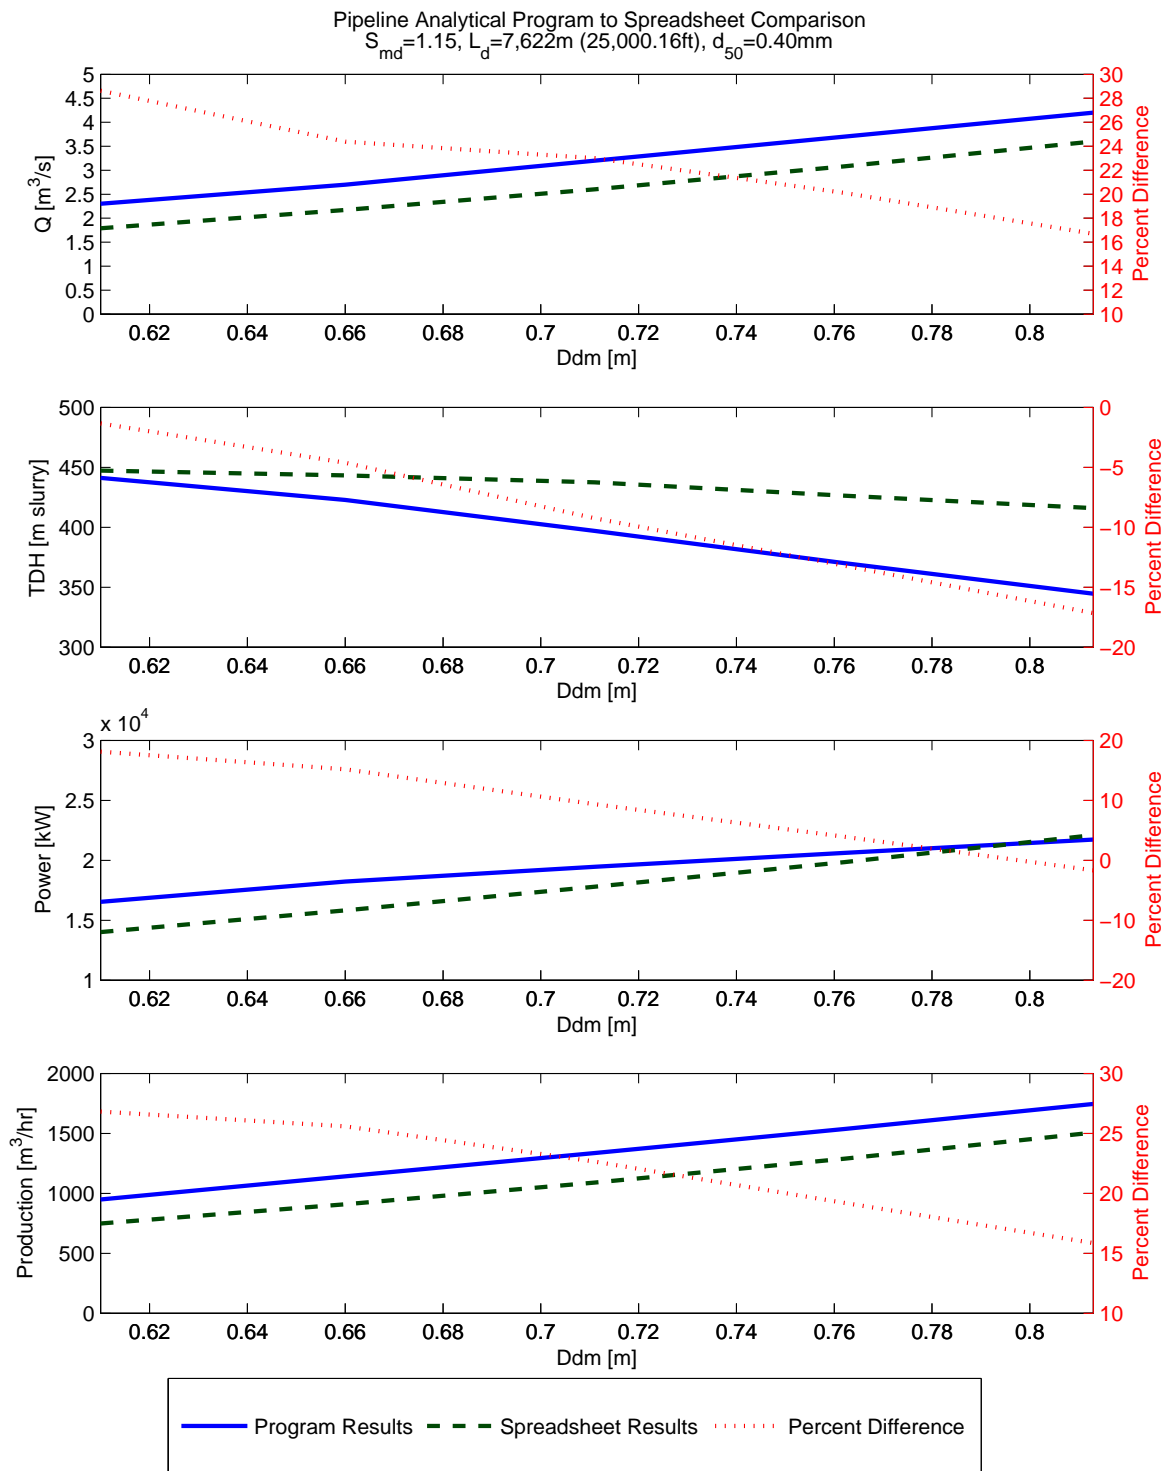 Pipeline Analytical Program to Spreadsheet Comparison
S_md=1.15, L_d=7,622m (25,000.16ft), d_50=0.40mm
Q [m^3/s]
5
4.5
4
3.5
3
2.5
2
1.5
1
0.5
0
30
28
26
24
22
20
18
16
14
12
10
Percent Difference
0.62 0.64 0.66 0.68 0.7 0.72 0.74 0.76 0.78 0.8
Ddm [m]
TDH [m slurry]
500
450
400
350
300
0
−5
−10
−15
−20
Percent Difference
0.62 0.64 0.66 0.68 0.7 0.72 0.74 0.76 0.78 0.8
Ddm [m]
x 10^4
Power [kW]
3
2.5
2
1.5
1
20
10
0
−10
−20
Percent Difference
0.62 0.64 0.66 0.68 0.7 0.72 0.74 0.76 0.78 0.8
Ddm [m]
Production [m^3/hr]
2000
1500
1000
500
0
30
25
20
15
10
Percent Difference
0.62 0.64 0.66 0.68 0.7 0.72 0.74 0.76 0.78 0.8
Ddm [m]
Program Results Spreadsheet Results Percent Difference